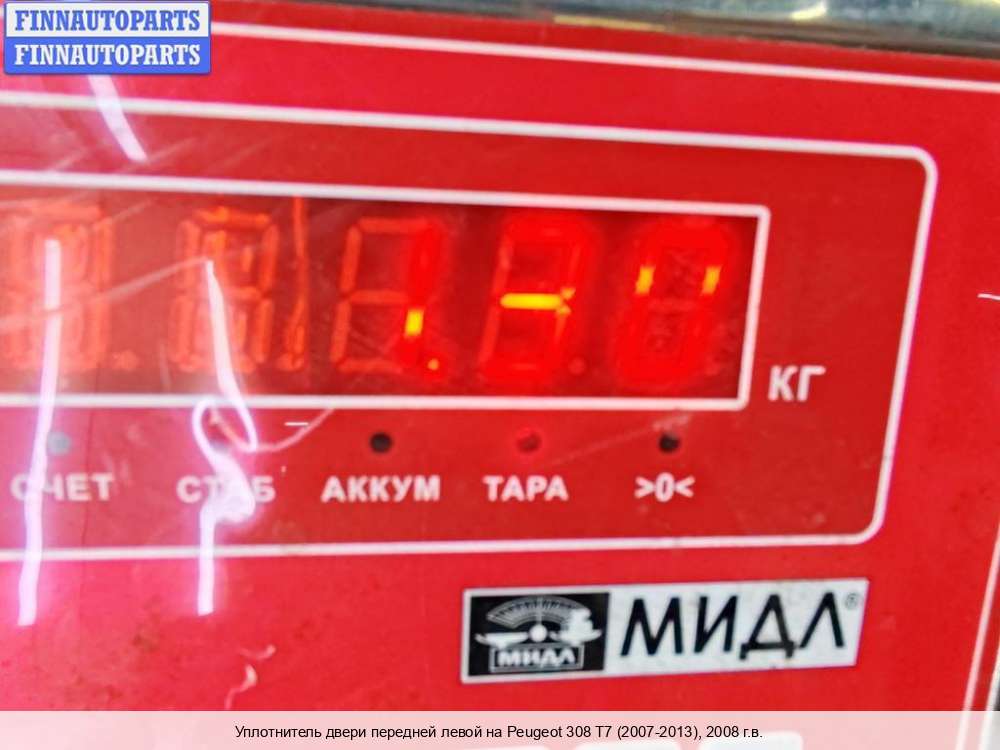 FINNAUTOPARTS
FINNAUTOPARTS
КГ
СЧЕТ СТАБ АККУМ ТАРА >0<
МИДЛ МИДЛ®
Уплотнитель двери передней левой на Peugeot 308 T7 (2007-2013), 2008 г.в.